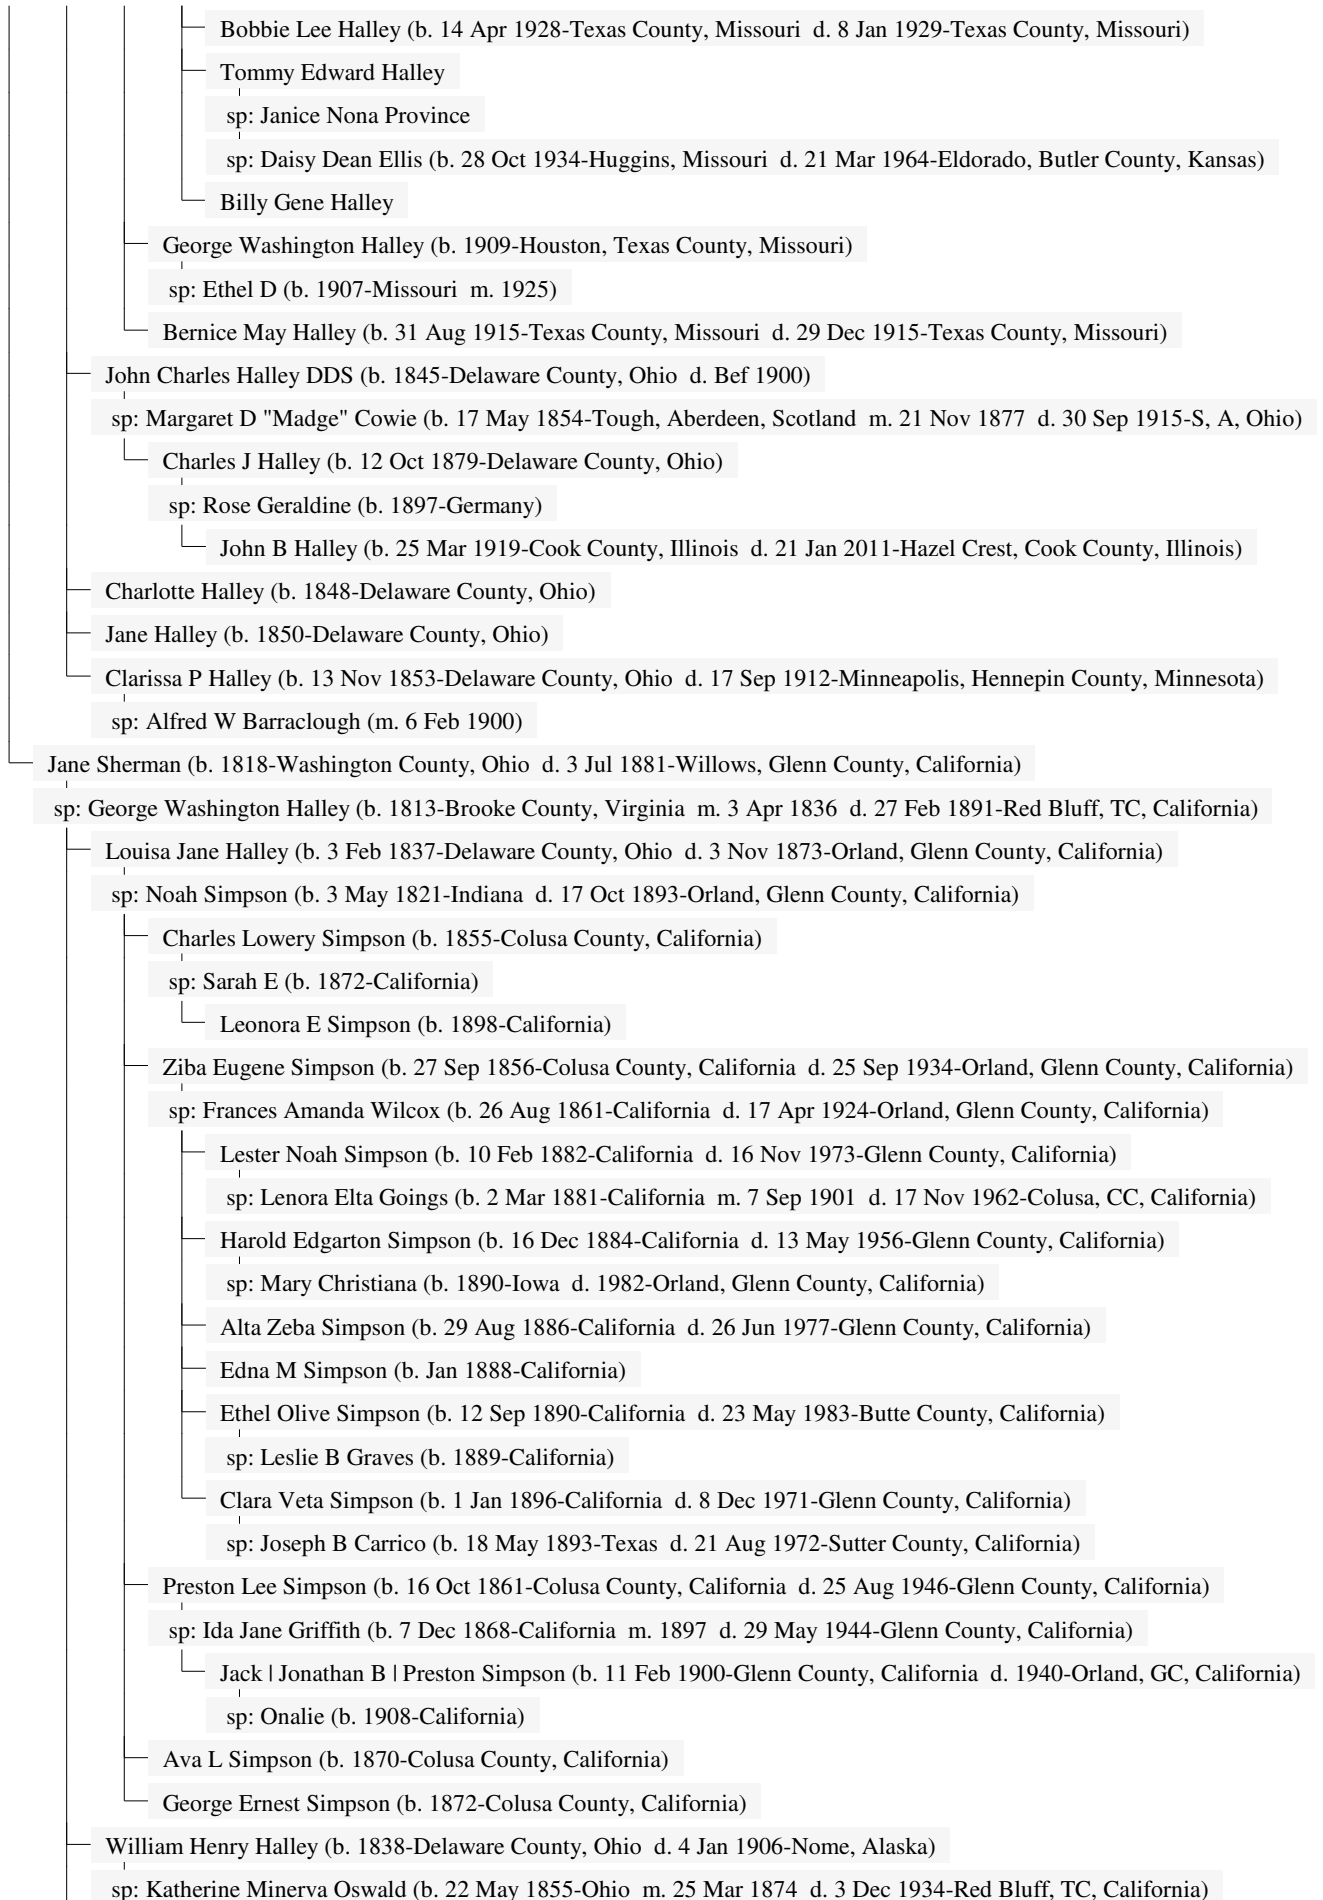 Bobbie Lee Halley (b. 14 Apr 1928-Texas County, Missouri  d. 8 Jan 1929-Texas County, Missouri)
Tommy Edward Halley
sp: Janice Nona Province
sp: Daisy Dean Ellis (b. 28 Oct 1934-Huggins, Missouri  d. 21 Mar 1964-Eldorado, Butler County, Kansas)
Billy Gene Halley
George Washington Halley (b. 1909-Houston, Texas County, Missouri)
sp: Ethel D (b. 1907-Missouri  m. 1925)
Bernice May Halley (b. 31 Aug 1915-Texas County, Missouri  d. 29 Dec 1915-Texas County, Missouri)
John Charles Halley DDS (b. 1845-Delaware County, Ohio  d. Bef 1900)
sp: Margaret D "Madge" Cowie (b. 17 May 1854-Tough, Aberdeen, Scotland  m. 21 Nov 1877  d. 30 Sep 1915-S, A, Ohio)
Charles J Halley (b. 12 Oct 1879-Delaware County, Ohio)
sp: Rose Geraldine (b. 1897-Germany)
John B Halley (b. 25 Mar 1919-Cook County, Illinois  d. 21 Jan 2011-Hazel Crest, Cook County, Illinois)
Charlotte Halley (b. 1848-Delaware County, Ohio)
Jane Halley (b. 1850-Delaware County, Ohio)
Clarissa P Halley (b. 13 Nov 1853-Delaware County, Ohio  d. 17 Sep 1912-Minneapolis, Hennepin County, Minnesota)
sp: Alfred W Barraclough (m. 6 Feb 1900)
Jane Sherman (b. 1818-Washington County, Ohio  d. 3 Jul 1881-Willows, Glenn County, California)
sp: George Washington Halley (b. 1813-Brooke County, Virginia  m. 3 Apr 1836  d. 27 Feb 1891-Red Bluff, TC, California)
Louisa Jane Halley (b. 3 Feb 1837-Delaware County, Ohio  d. 3 Nov 1873-Orland, Glenn County, California)
sp: Noah Simpson (b. 3 May 1821-Indiana  d. 17 Oct 1893-Orland, Glenn County, California)
Charles Lowery Simpson (b. 1855-Colusa County, California)
sp: Sarah E (b. 1872-California)
Leonora E Simpson (b. 1898-California)
Ziba Eugene Simpson (b. 27 Sep 1856-Colusa County, California  d. 25 Sep 1934-Orland, Glenn County, California)
sp: Frances Amanda Wilcox (b. 26 Aug 1861-California  d. 17 Apr 1924-Orland, Glenn County, California)
Lester Noah Simpson (b. 10 Feb 1882-California  d. 16 Nov 1973-Glenn County, California)
sp: Lenora Elta Goings (b. 2 Mar 1881-California  m. 7 Sep 1901  d. 17 Nov 1962-Colusa, CC, California)
Harold Edgarton Simpson (b. 16 Dec 1884-California  d. 13 May 1956-Glenn County, California)
sp: Mary Christiana (b. 1890-Iowa  d. 1982-Orland, Glenn County, California)
Alta Zeba Simpson (b. 29 Aug 1886-California  d. 26 Jun 1977-Glenn County, California)
Edna M Simpson (b. Jan 1888-California)
Ethel Olive Simpson (b. 12 Sep 1890-California  d. 23 May 1983-Butte County, California)
sp: Leslie B Graves (b. 1889-California)
Clara Veta Simpson (b. 1 Jan 1896-California  d. 8 Dec 1971-Glenn County, California)
sp: Joseph B Carrico (b. 18 May 1893-Texas  d. 21 Aug 1972-Sutter County, California)
Preston Lee Simpson (b. 16 Oct 1861-Colusa County, California  d. 25 Aug 1946-Glenn County, California)
sp: Ida Jane Griffith (b. 7 Dec 1868-California  m. 1897  d. 29 May 1944-Glenn County, California)
Jack | Jonathan B | Preston Simpson (b. 11 Feb 1900-Glenn County, California  d. 1940-Orland, GC, California)
sp: Onalie (b. 1908-California)
Ava L Simpson (b. 1870-Colusa County, California)
George Ernest Simpson (b. 1872-Colusa County, California)
William Henry Halley (b. 1838-Delaware County, Ohio  d. 4 Jan 1906-Nome, Alaska)
sp: Katherine Minerva Oswald (b. 22 May 1855-Ohio  m. 25 Mar 1874  d. 3 Dec 1934-Red Bluff, TC, California)